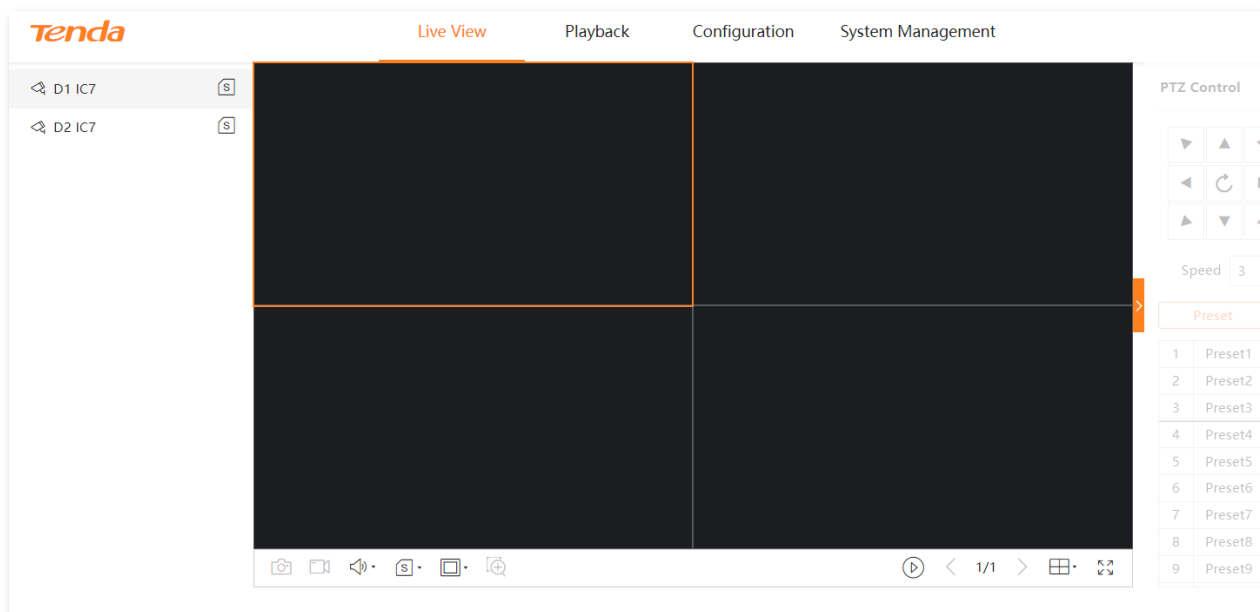 Tenda
Live View
Playback
Configuration
System Management
D1 IC7
S
D2 IC7
S
PTZ Control
Speed 3
Preset
1 Preset1
2 Preset2
3 Preset3
4 Preset4
5 Preset5
6 Preset6
7 Preset7
8 Preset8
9 Preset9
S
1/1